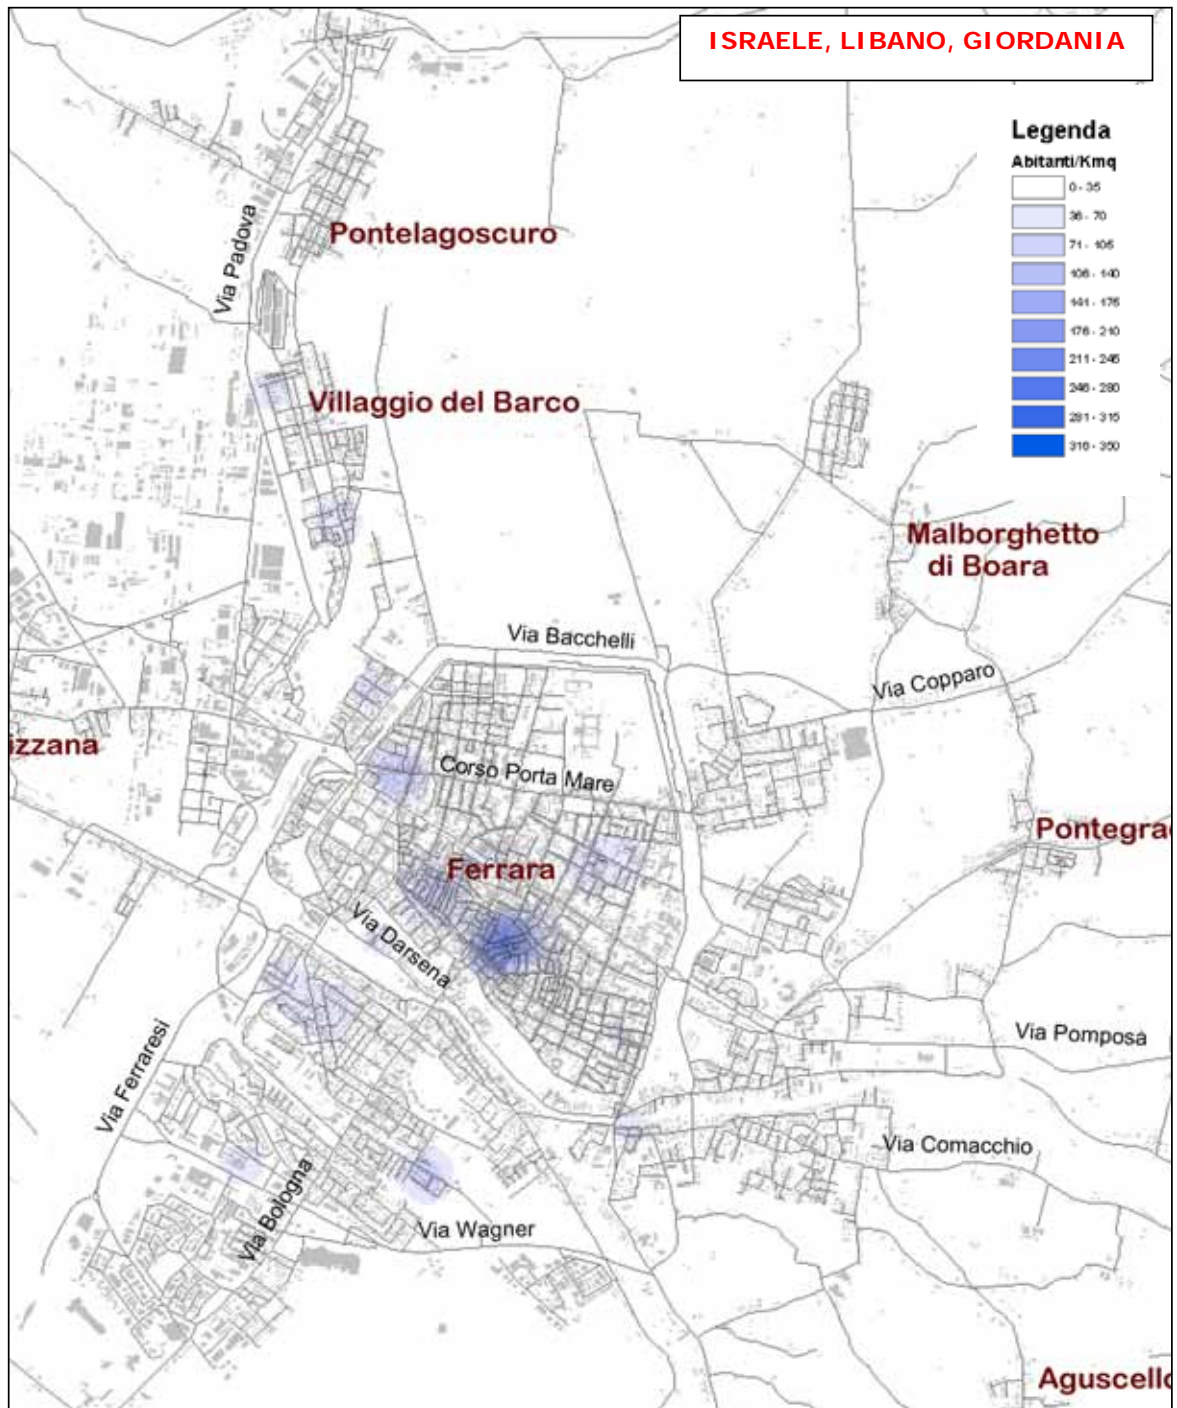 ISRAELE, LIBANO, GIORDANIA
Legenda
Abitanti/Kmq
0 - 35
36 - 70
71 - 105
106 - 140
141 - 175
176 - 210
211 - 245
246 - 280
281 - 315
316 - 350
Via Padova
Pontelagoscuro
Villaggio del Barco
Malborghetto
di Boara
Via Bacchelli
Via Copparo
izzana
Corso Porta Mare
Pontegrad
Ferrara
Via Darsena
Via Pomposa
Via Ferraresi
Via Comacchio
Via Bologna
Via Wagner
Aguscello